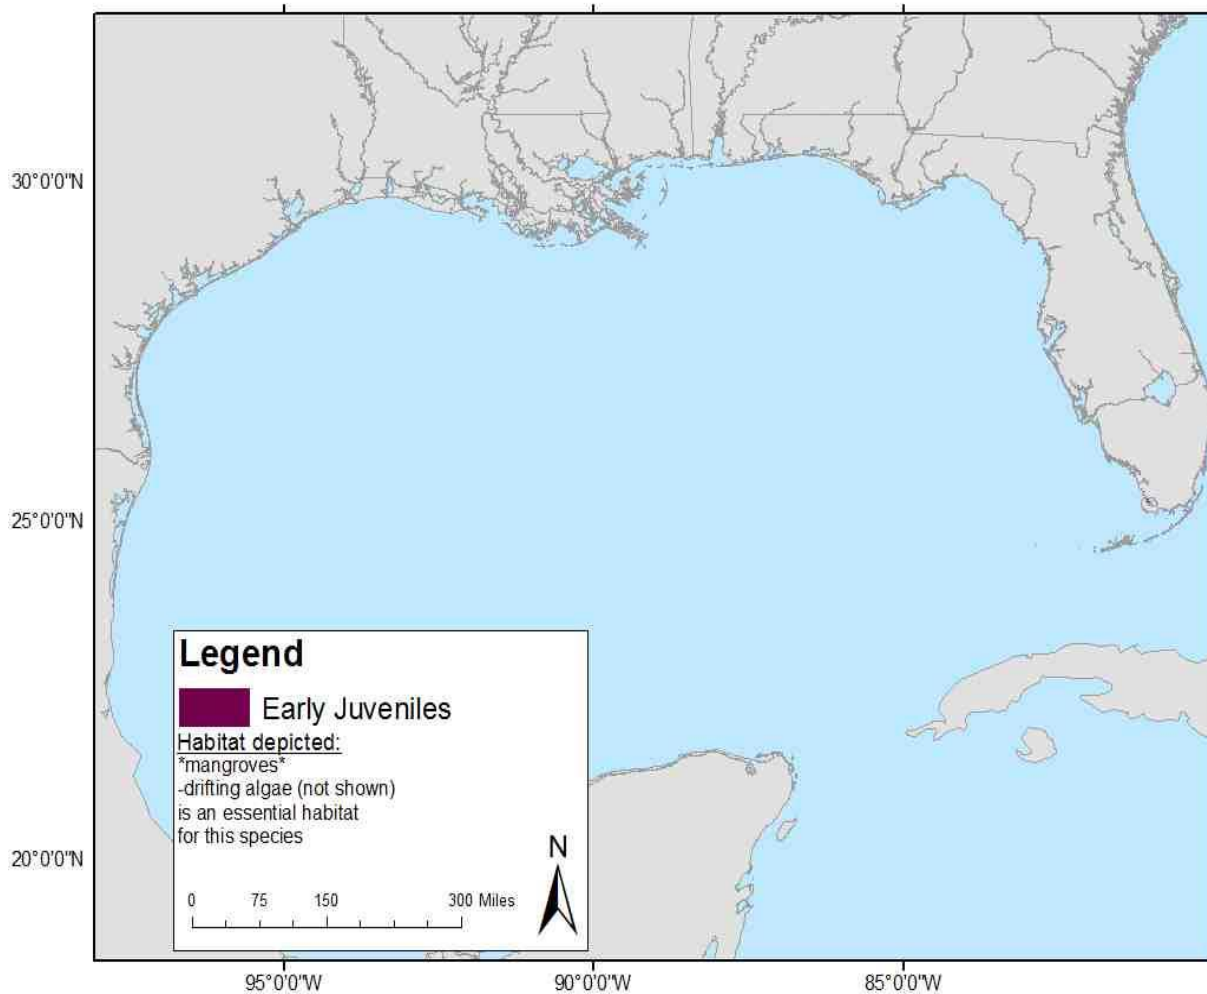 30°0'0"N
25°0'0"N
20°0'0"N
Legend
Early Juveniles
Habitat depicted:
*mangroves*
-drifting algae (not shown)
is an essential habitat
for this species
N
0 75 150 300 Miles
95°0'0"W 90°0'0"W 85°0'0"W